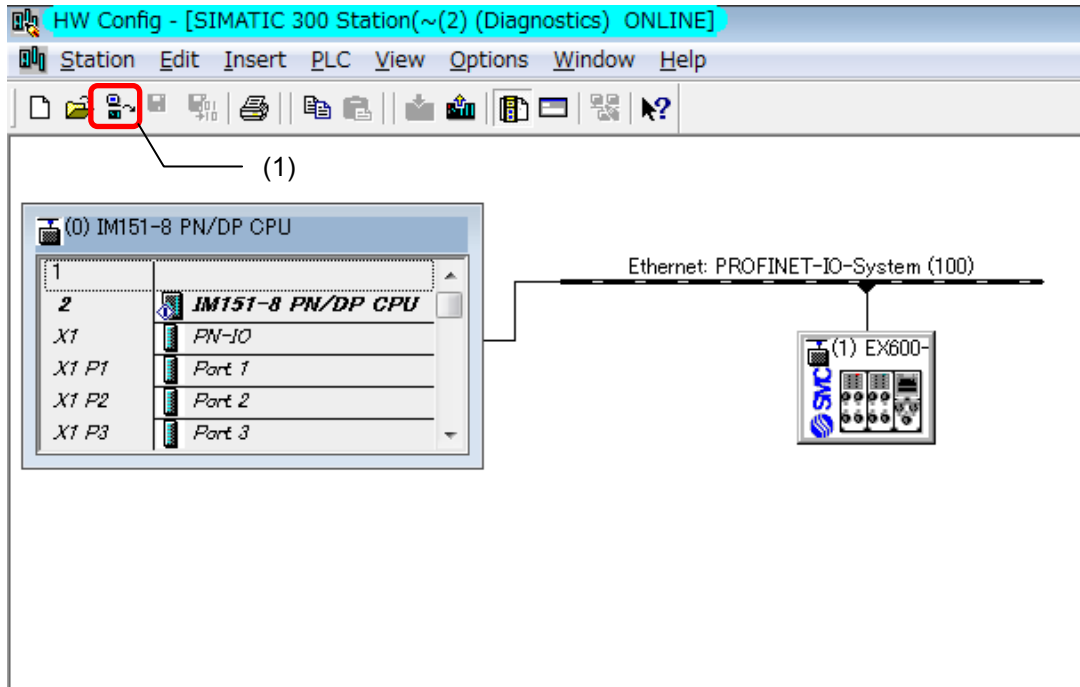 HW Config - [SIMATIC 300 Station(~(2) (Diagnostics)  ONLINE]
Station Edit Insert PLC View Options Window Help
(1)
(0) IM151-8 PN/DP CPU
1
2 IM151-8 PN/DP CPU
X1 PN-IO
X1 P1 Port 1
X1 P2 Port 2
X1 P3 Port 3
Ethernet: PROFINET-IO-System (100)
(1) EX600-
SMC